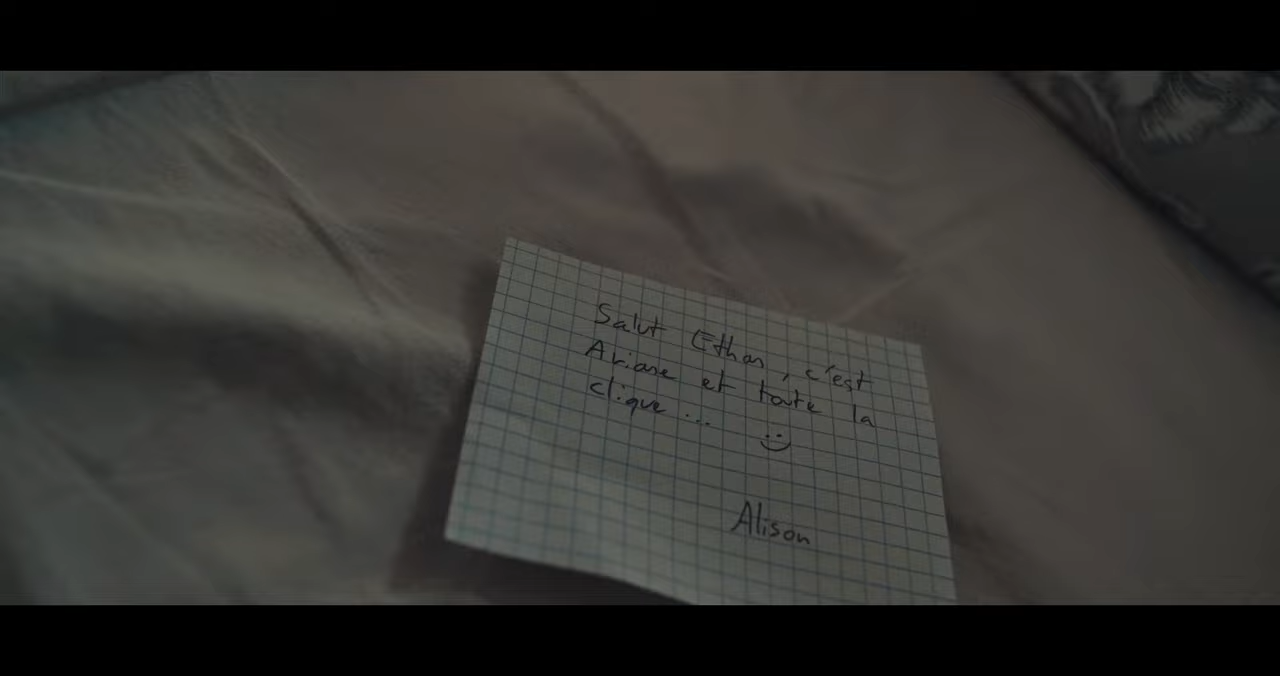 Salut Ethan, c'est
Ariane et toute la
clique... :)
Alison